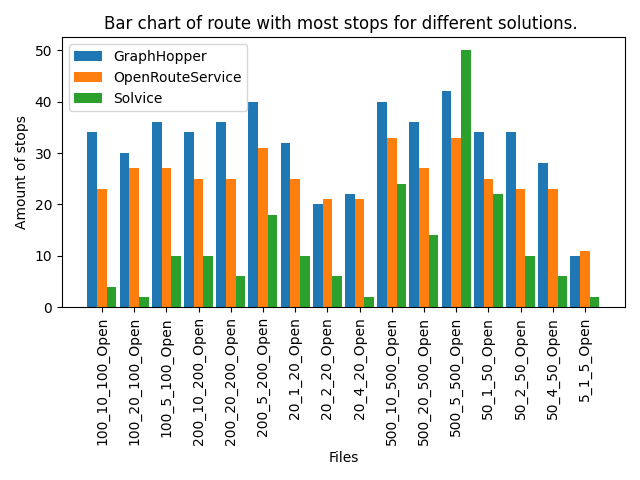 Bar chart of route with most stops for different solutions.
GraphHopper
OpenRouteService
Solvice
Amount of stops
50
40
30
20
10
0
100_10_100_Open
100_20_100_Open
100_5_100_Open
200_10_200_Open
200_20_200_Open
200_5_200_Open
20_1_20_Open
20_2_20_Open
20_4_20_Open
500_10_500_Open
500_20_500_Open
500_5_500_Open
50_1_50_Open
50_2_50_Open
50_4_50_Open
5_1_5_Open
Files